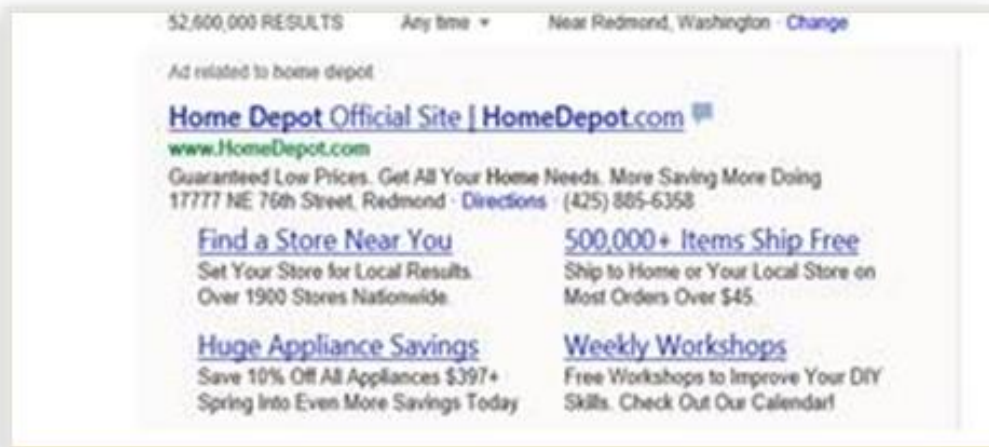 52,600,000 RESULTS Any time Near Redmond, Washington · Change
Ad related to home depot
Home Depot Official Site | HomeDepot.com
www.HomeDepot.com
Guaranteed Low Prices. Get All Your Home Needs. More Saving More Doing
17777 NE 76th Street, Redmond · Directions · (425) 885-6358
Find a Store Near You
Set Your Store for Local Results.
Over 1900 Stores Nationwide.
500,000+ Items Ship Free
Ship to Home or Your Local Store on
Most Orders Over $45.
Huge Appliance Savings
Save 10% Off All Appliances $397+
Spring Into Even More Savings Today
Weekly Workshops
Free Workshops to Improve Your DIY
Skills. Check Out Our Calendar!